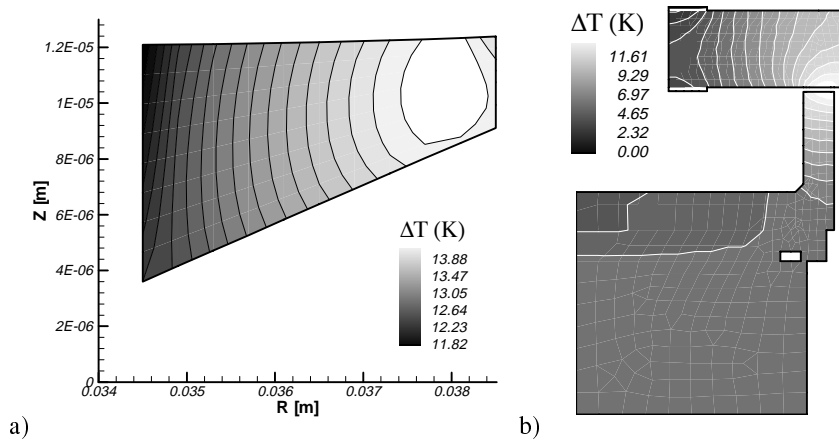 1.2E-05
1E-05
8E-06
6E-06
4E-06
2E-06
0
Z [m]
0.034
0.035
0.036
0.037
0.038
R [m]
ΔT (K)
13.88
13.47
13.05
12.64
12.23
11.82
a)
ΔT (K)
11.61
9.29
6.97
4.65
2.32
0.00
b)